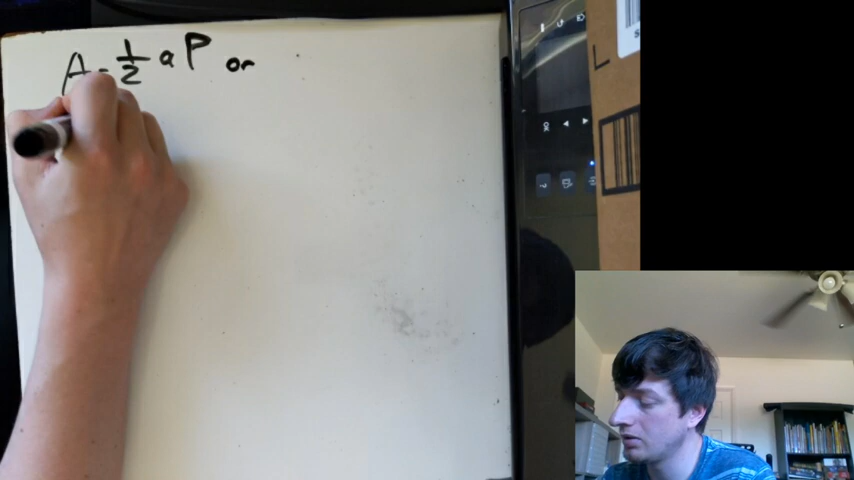 A = 1/2 a P or